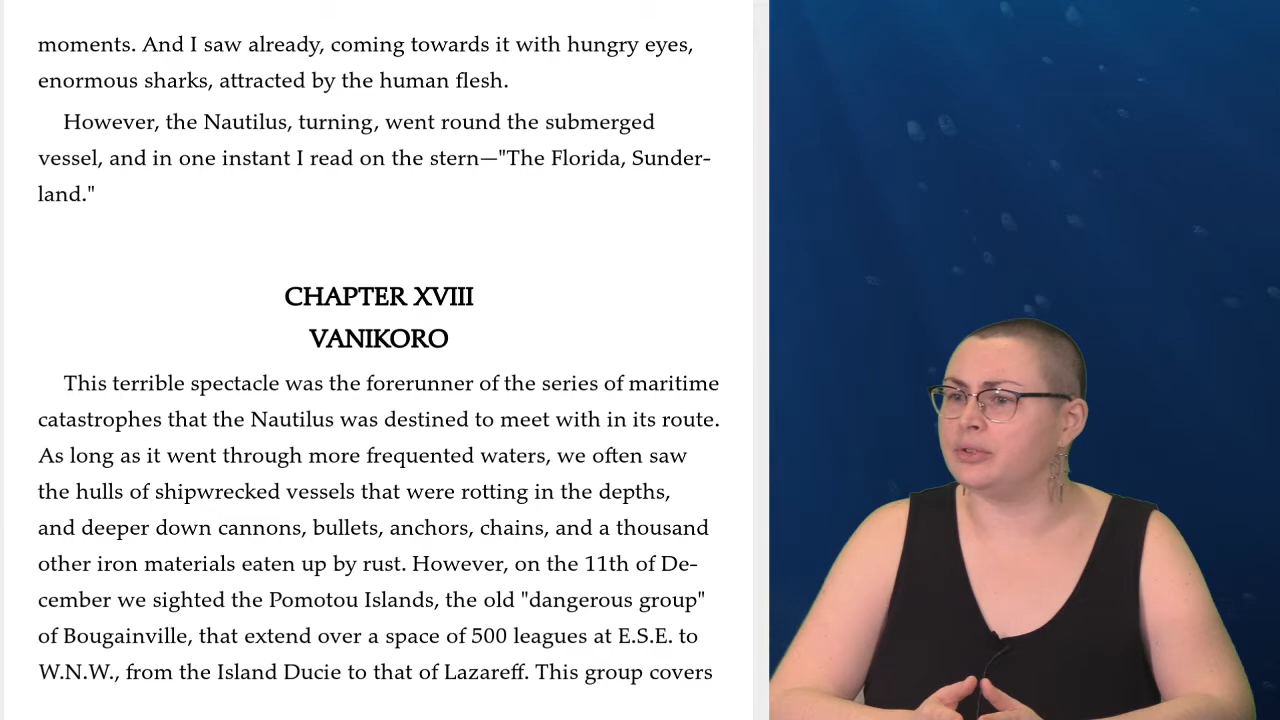 moments. And I saw already, coming towards it with hungry eyes,
enormous sharks, attracted by the human flesh.
However, the Nautilus, turning, went round the submerged
vessel, and in one instant I read on the stern—"The Florida, Sunder-
land."
CHAPTER XVIII
VANIKORO
This terrible spectacle was the forerunner of the series of maritime
catastrophes that the Nautilus was destined to meet with in its route.
As long as it went through more frequented waters, we often saw
the hulls of shipwrecked vessels that were rotting in the depths,
and deeper down cannons, bullets, anchors, chains, and a thousand
other iron materials eaten up by rust. However, on the 11th of De-
cember we sighted the Pomotou Islands, the old "dangerous group"
of Bougainville, that extend over a space of 500 leagues at E.S.E. to
W.N.W., from the Island Ducie to that of Lazareff. This group covers